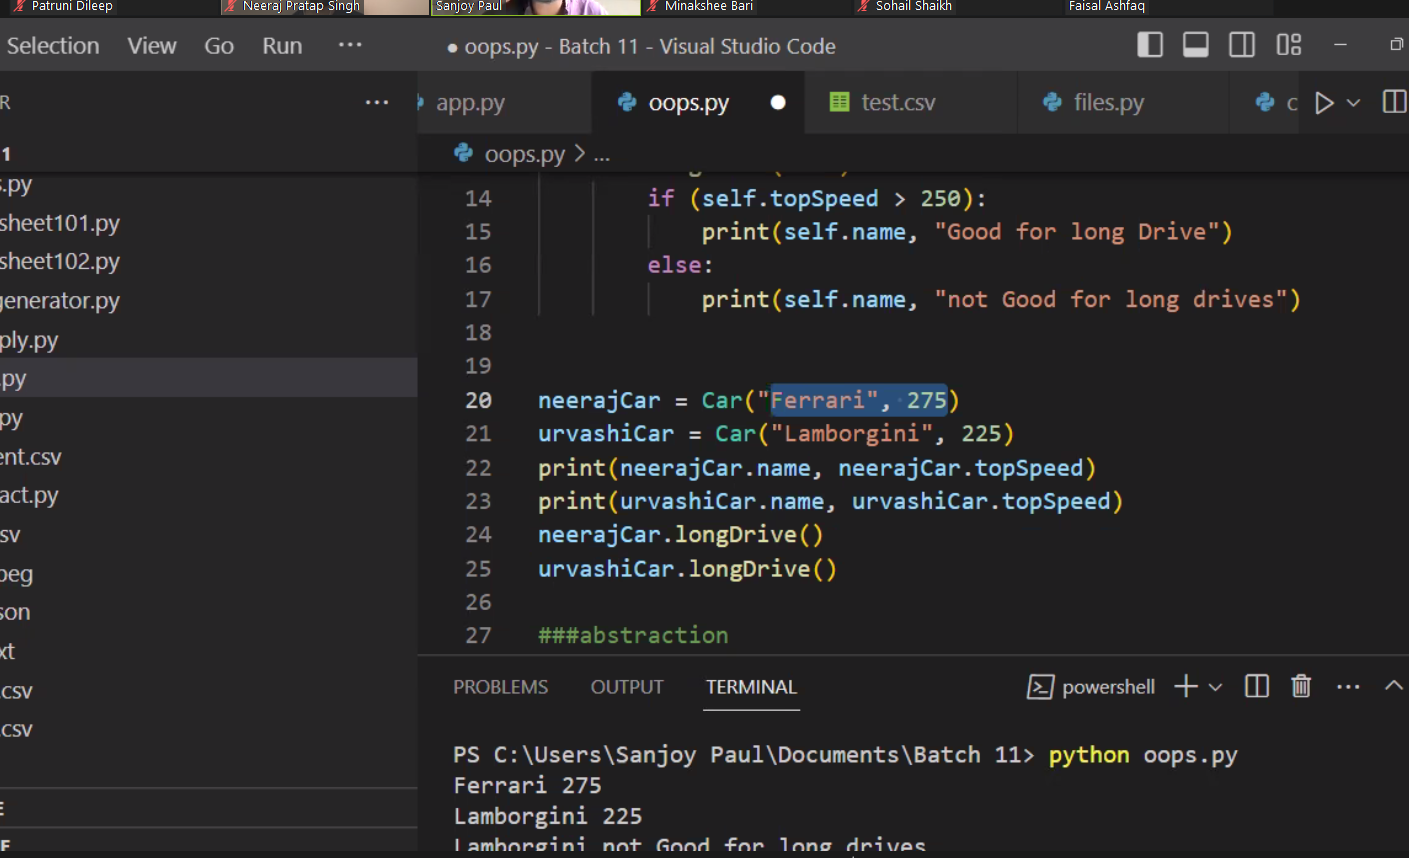 Patruni Dileep
Neeraj Pratap Singh
Sanjoy Paul
Minakshee Bari
Sohail Shaikh
Faisal Ashfaq
Selection View Go Run ...
● oops.py - Batch 11 - Visual Studio Code
R ...
app.py
oops.py
test.csv
files.py
c
1
oops.py > ...
s.py
sheet101.py
sheet102.py
generator.py
ply.py
.py
py
ent.csv
act.py
sv
peg
son
xt
.csv
.csv
E
F
14 if (self.topSpeed > 250):
15 print(self.name, "Good for long Drive")
16 else:
17 print(self.name, "not Good for long drives")
18
19
20 neerajCar = Car("Ferrari", 275)
21 urvashiCar = Car("Lamborgini", 225)
22 print(neerajCar.name, neerajCar.topSpeed)
23 print(urvashiCar.name, urvashiCar.topSpeed)
24 neerajCar.longDrive()
25 urvashiCar.longDrive()
26
27 ###abstraction
PROBLEMS OUTPUT TERMINAL
powershell
PS C:\Users\Sanjoy Paul\Documents\Batch 11> python oops.py
Ferrari 275
Lamborgini 225
Lamborgini not Good for long drives